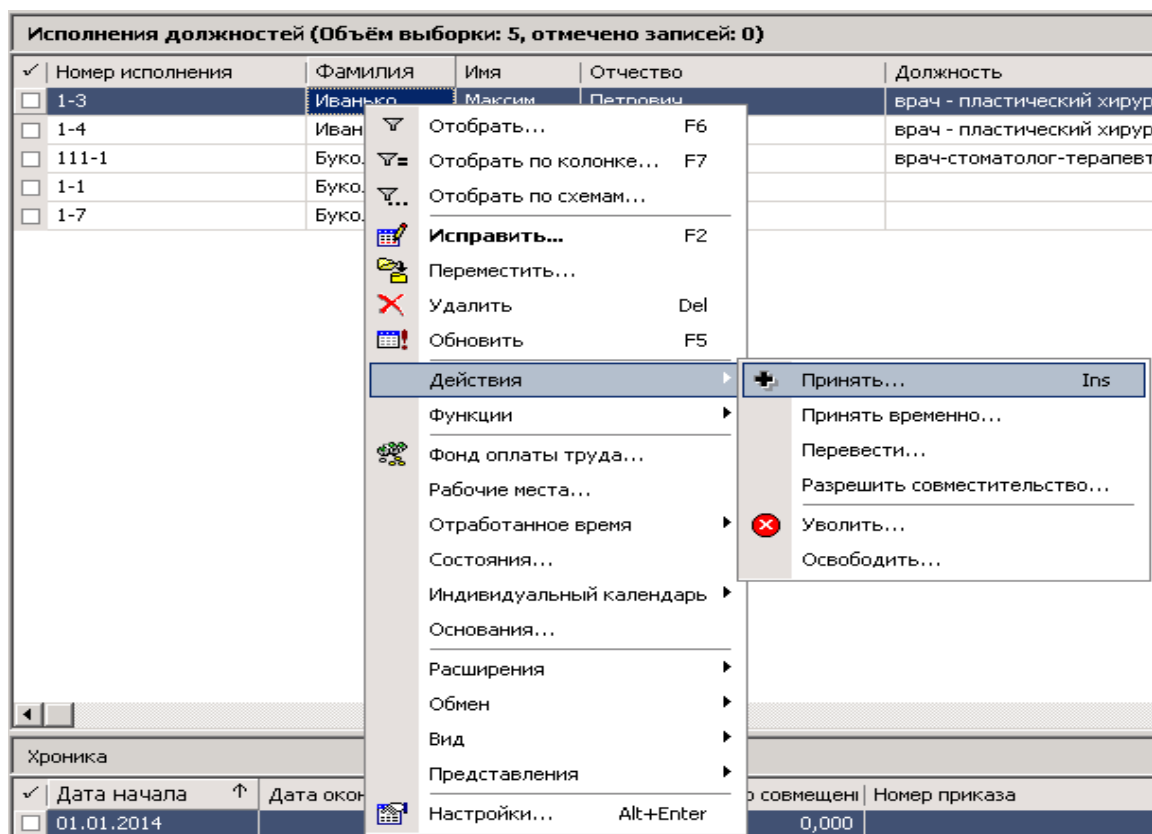 Исполнения должностей (Объём выборки: 5, отмечено записей: 0)
Номер исполнения Фамилия Имя Отчество Должность
1-3 Иванько Максим Петрович врач - пластический хирур
1-4 Иван врач - пластический хирур
111-1 Буко. врач-стоматолог-терапевт
1-1 Буко.
1-7 Буко.
Отобрать... F6
Отобрать по колонке... F7
Отобрать по схемам...
Исправить... F2
Переместить...
Удалить Del
Обновить F5
Действия
Функции
Фонд оплаты труда...
Рабочие места...
Отработанное время
Состояния...
Индивидуальный календарь
Основания...
Расширения
Обмен
Вид
Представления
Настройки... Alt+Enter
Принять... Ins
Принять временно...
Перевести...
Разрешить совместительство...
Уволить...
Освободить...
Хроника
Дата начала Дата окон о совмещени Номер приказа
01.01.2014 0,000